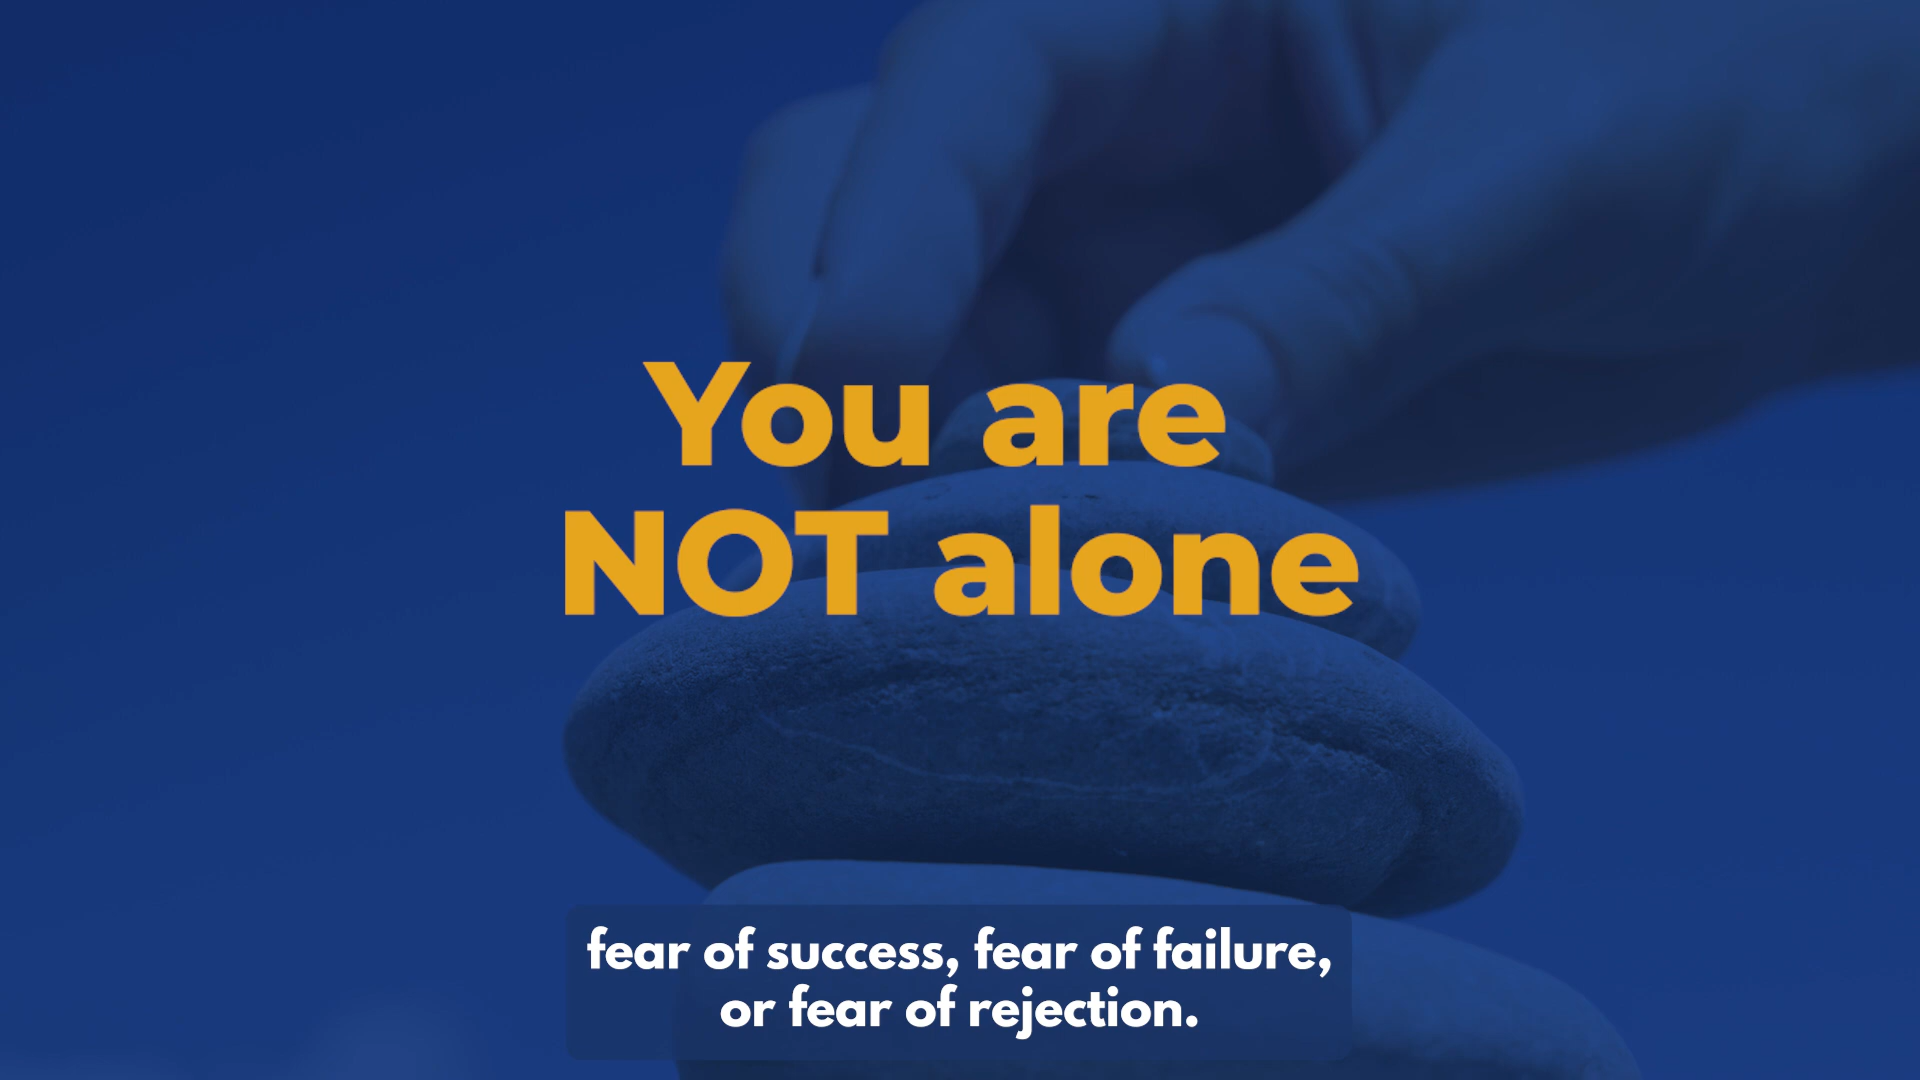 You are
NOT alone
fear of success, fear of failure,
or fear of rejection.